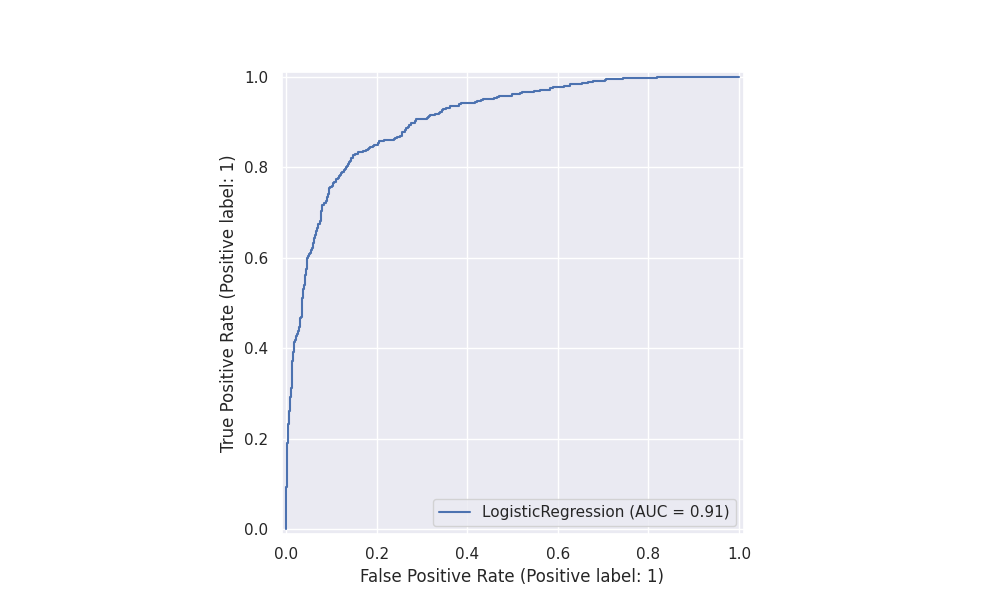 1.0
0.8
0.6
0.4
0.2
0.0
True Positive Rate (Positive label: 1)
LogisticRegression (AUC = 0.91)
0.0 0.2 0.4 0.6 0.8 1.0
False Positive Rate (Positive label: 1)